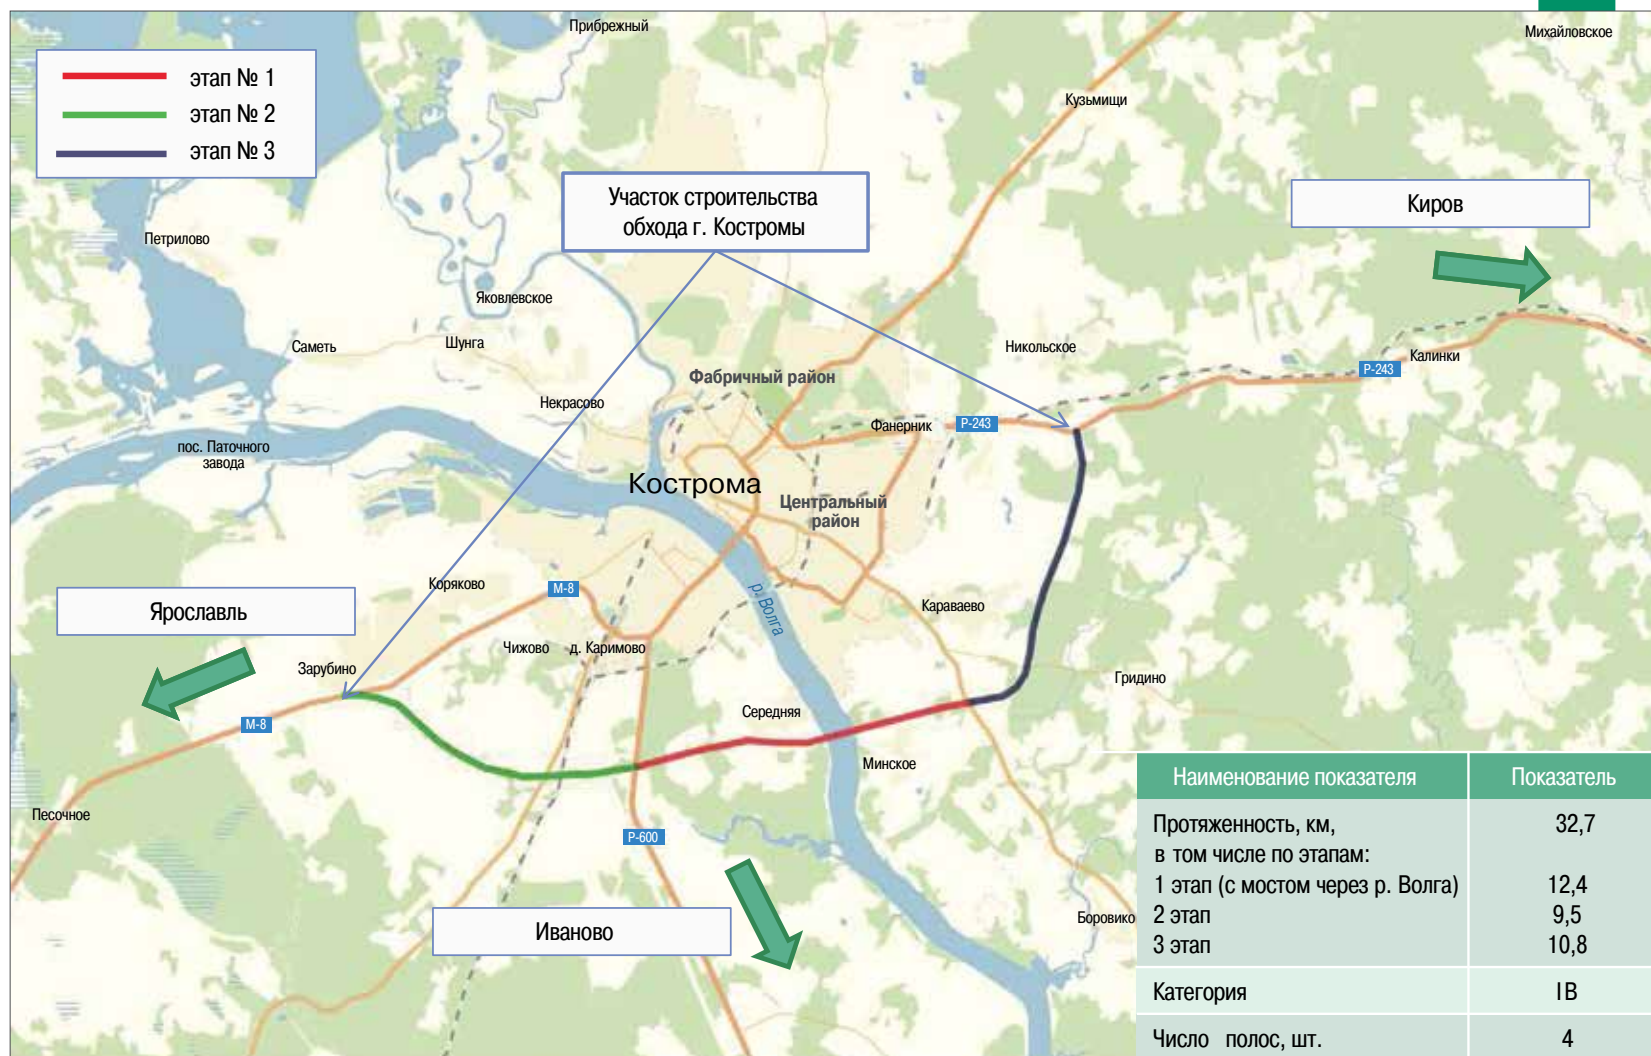 Прибрежный
Михайловское
этап № 1
этап № 2
этап № 3
Кузьмищи
Участок строительства
обхода г. Костромы
Киров
Петрилово
Яковлевское
Саметь
Шунга
Никольское
Калинки
Р-243
Фабричный район
Некрасово
Фанерник
Р-243
пос. Паточного
завода
Кострома
Центральный
район
Коряково
М-8
р. Волга
Караваево
Ярославль
Чижово
д. Каримово
Зарубино
Гридино
М-8
Середняя
Минское
Песочное
Р-600
Иваново
Боровико
Наименование показателя Показатель
Протяженность, км, 32,7
в том числе по этапам:
1 этап (с мостом через р. Волга) 12,4
2 этап 9,5
3 этап 10,8
Категория IВ
Число полос, шт. 4